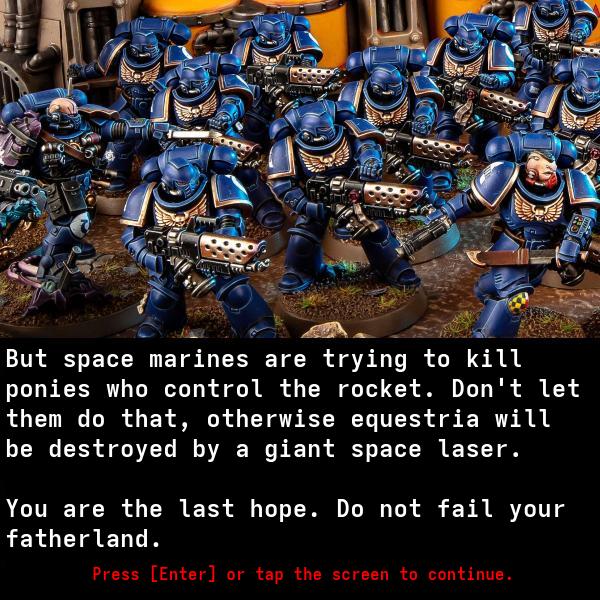 But space marines are trying to kill
ponies who control the rocket. Don't let
them do that, otherwise equestria will
be destroyed by a giant space laser.
You are the last hope. Do not fail your
fatherland.
Press [Enter] or tap the screen to continue.